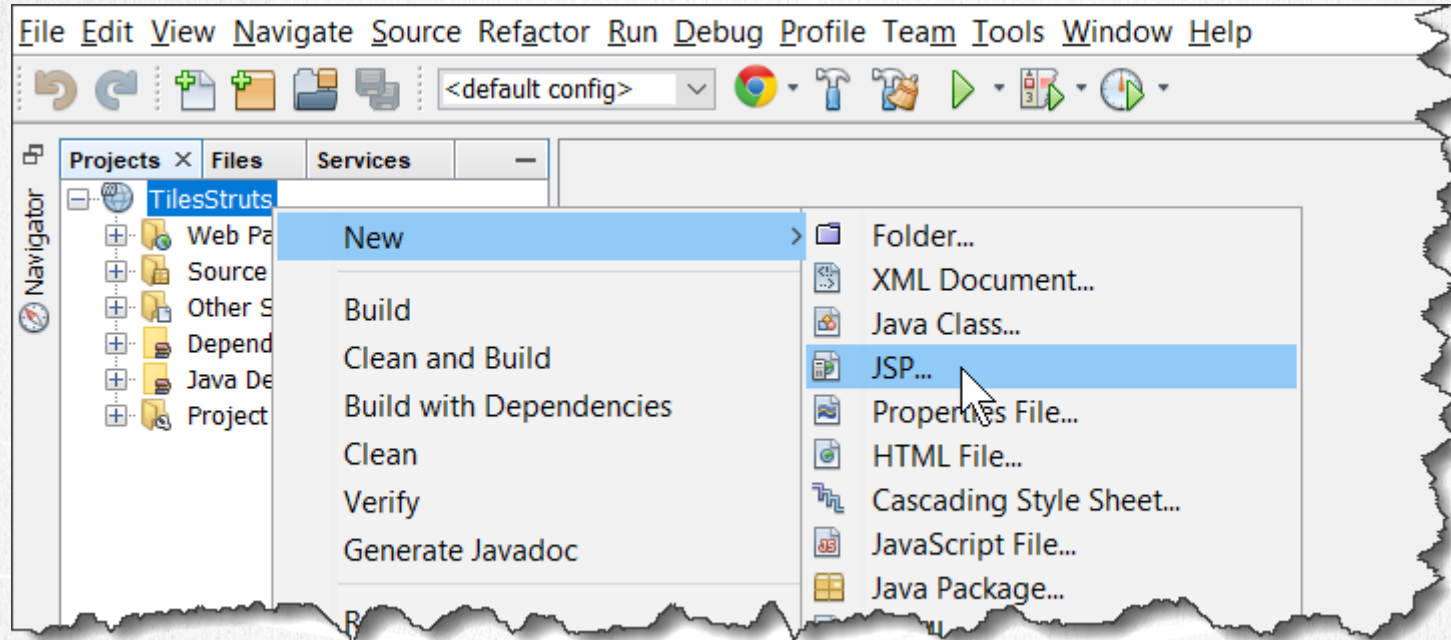 File Edit View Navigate Source Refactor Run Debug Profile Team Tools Window Help
<default config>
Projects Files Services
Navigator
TilesStruts
Web Pa
Source
Other S
Depend
Java De
Project
New
Build
Clean and Build
Build with Dependencies
Clean
Verify
Generate Javadoc
Folder...
XML Document...
Java Class...
JSP...
Properties File...
HTML File...
Cascading Style Sheet...
JavaScript File...
Java Package...